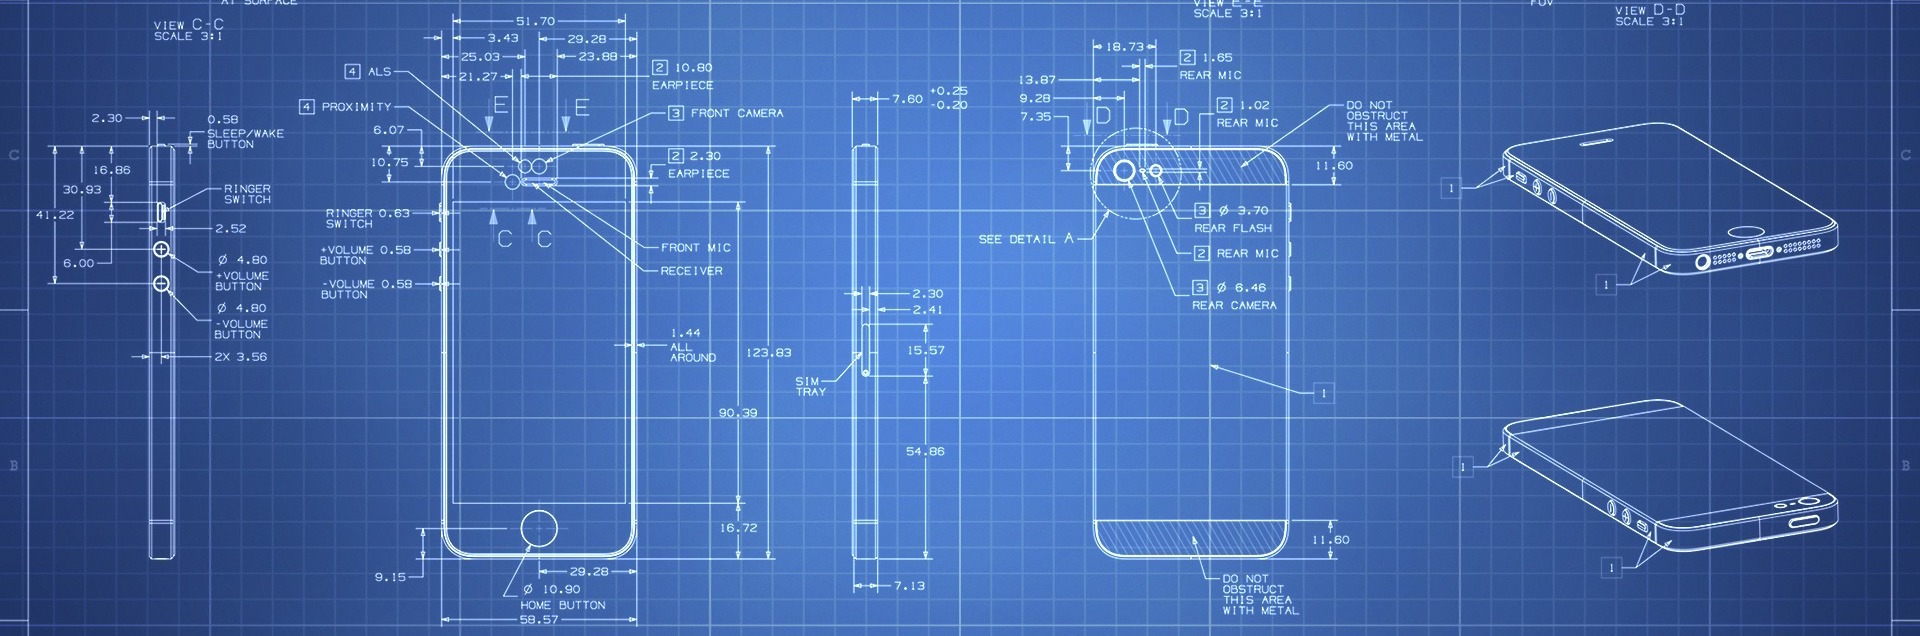 AT SURFACE
VIEW C-C
SCALE 3:1
2.30
0.58
SLEEP/WAKE
BUTTON
16.86
30.93
41.22
RINGER
SWITCH
2.52
6.00
Ø 4.80
+VOLUME
BUTTON
Ø 4.80
-VOLUME
BUTTON
2X 3.56
51.70
3.43
29.28
25.03
23.88
21.27
4 ALS
4 PROXIMITY
2 10.80
EARPIECE
E
E
3 FRONT CAMERA
6.07
10.75
2 2.30
EARPIECE
RINGER 0.63
SWITCH
+VOLUME 0.58
BUTTON
-VOLUME 0.58
BUTTON
C
C
FRONT MIC
RECEIVER
1.44
ALL
AROUND
123.83
90.39
16.72
9.15
29.28
Ø 10.90
HOME BUTTON
58.57
7.60 +0.25
-0.20
2.30
2.41
15.57
SIM
TRAY
54.86
7.13
VIEW E-E
SCALE 3:1
18.73
2 1.65
REAR MIC
13.87
9.28
7.35
D
D
2 1.02
REAR MIC
DO NOT
OBSTRUCT
THIS AREA
WITH METAL
11.60
3 Ø 3.70
REAR FLASH
SEE DETAIL A
2 REAR MIC
3 Ø 6.46
REAR CAMERA
1
11.60
DO NOT
OBSTRUCT
THIS AREA
WITH METAL
FOV
VIEW D-D
SCALE 3:1
1
1
1
1
C
B
C
B